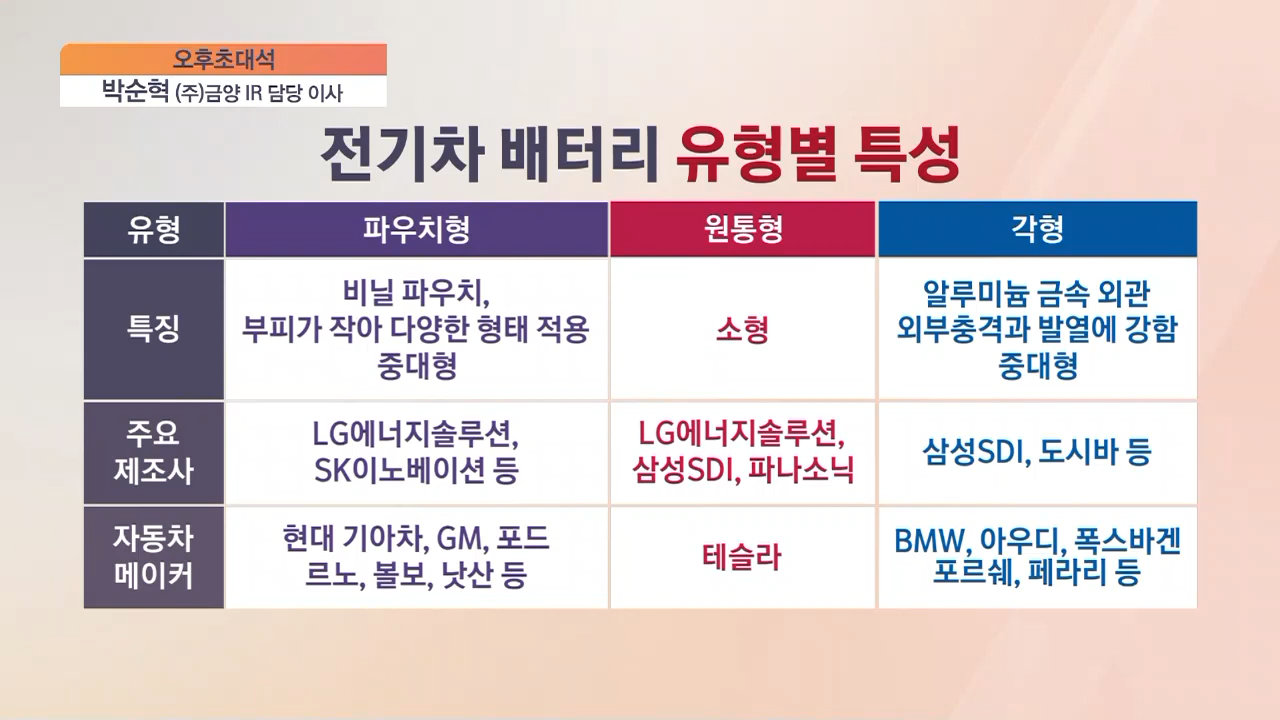 오후초대석
박순혁 (주)금양 IR 담당 이사
전기차 배터리 유형별 특성
유형
파우치형
원통형
각형
특징
비닐 파우치,
부피가 작아 다양한 형태 적용
중대형
소형
알루미늄 금속 외관
외부충격과 발열에 강함
중대형
주요
제조사
LG에너지솔루션,
SK이노베이션 등
LG에너지솔루션,
삼성SDI, 파나소닉
삼성SDI, 도시바 등
자동차
메이커
현대 기아차, GM, 포드
르노, 볼보, 낫산 등
테슬라
BMW, 아우디, 폭스바겐
포르쉐, 페라리 등